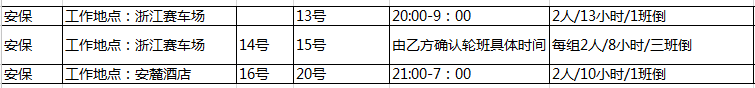 安保 工作地点：浙江赛车场 13号 20:00-9：00 2人/13小时/1班倒
安保 工作地点：浙江赛车场 14号 15号 由乙方确认轮班具体时间 每组2人/8小时/三班倒
安保 工作地点：安麓酒店 16号 20号 21:00-7：00 2人/10小时/1班倒